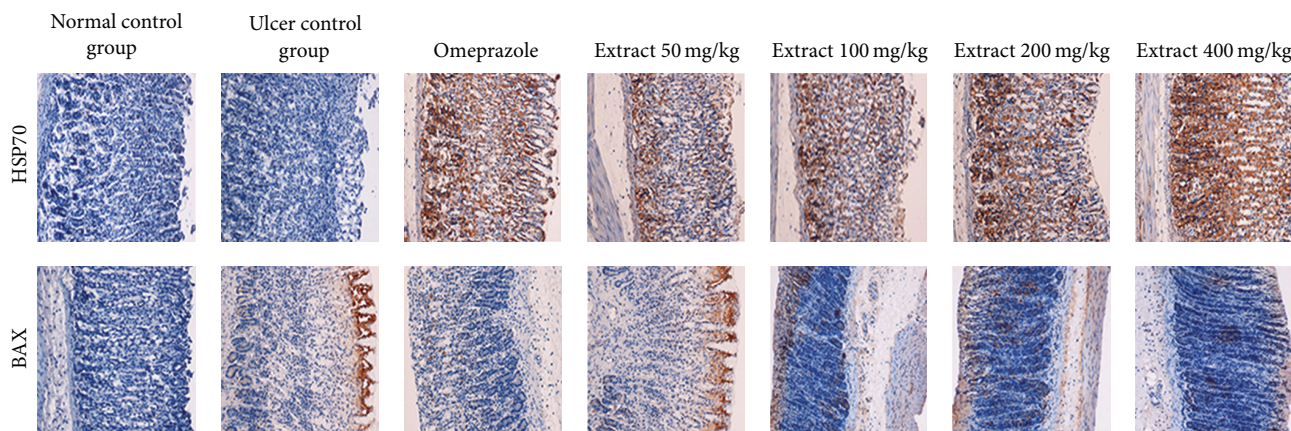 Normal control
group
Ulcer control
group
Omeprazole
Extract 50 mg/kg
Extract 100 mg/kg
Extract 200 mg/kg
Extract 400 mg/kg
HSP70
BAX